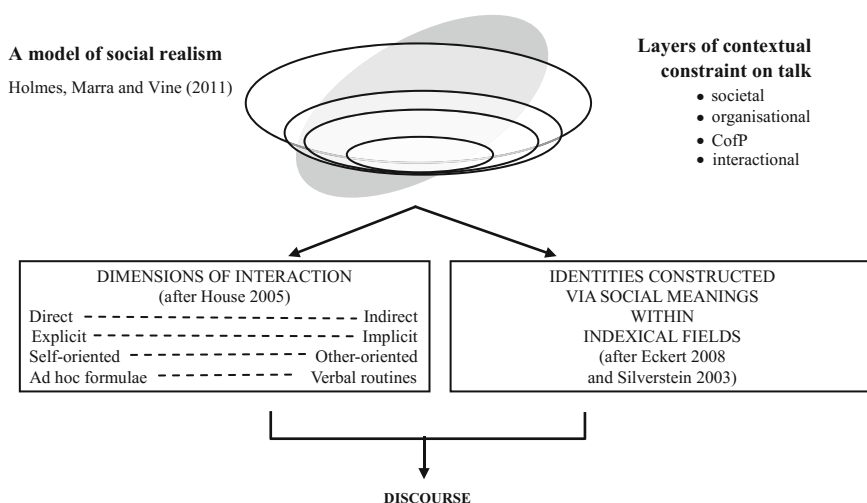 A model of social realism
Holmes, Marra and Vine (2011)
Layers of contextual
constraint on talk
• societal
• organisational
• CofP
• interactional
DIMENSIONS OF INTERACTION
(after House 2005)
Direct Indirect
Explicit Implicit
Self-oriented Other-oriented
Ad hoc formulae Verbal routines
IDENTITIES CONSTRUCTED
VIA SOCIAL MEANINGS
WITHIN
INDEXICAL FIELDS
(after Eckert 2008
and Silverstein 2003)
DISCOURSE